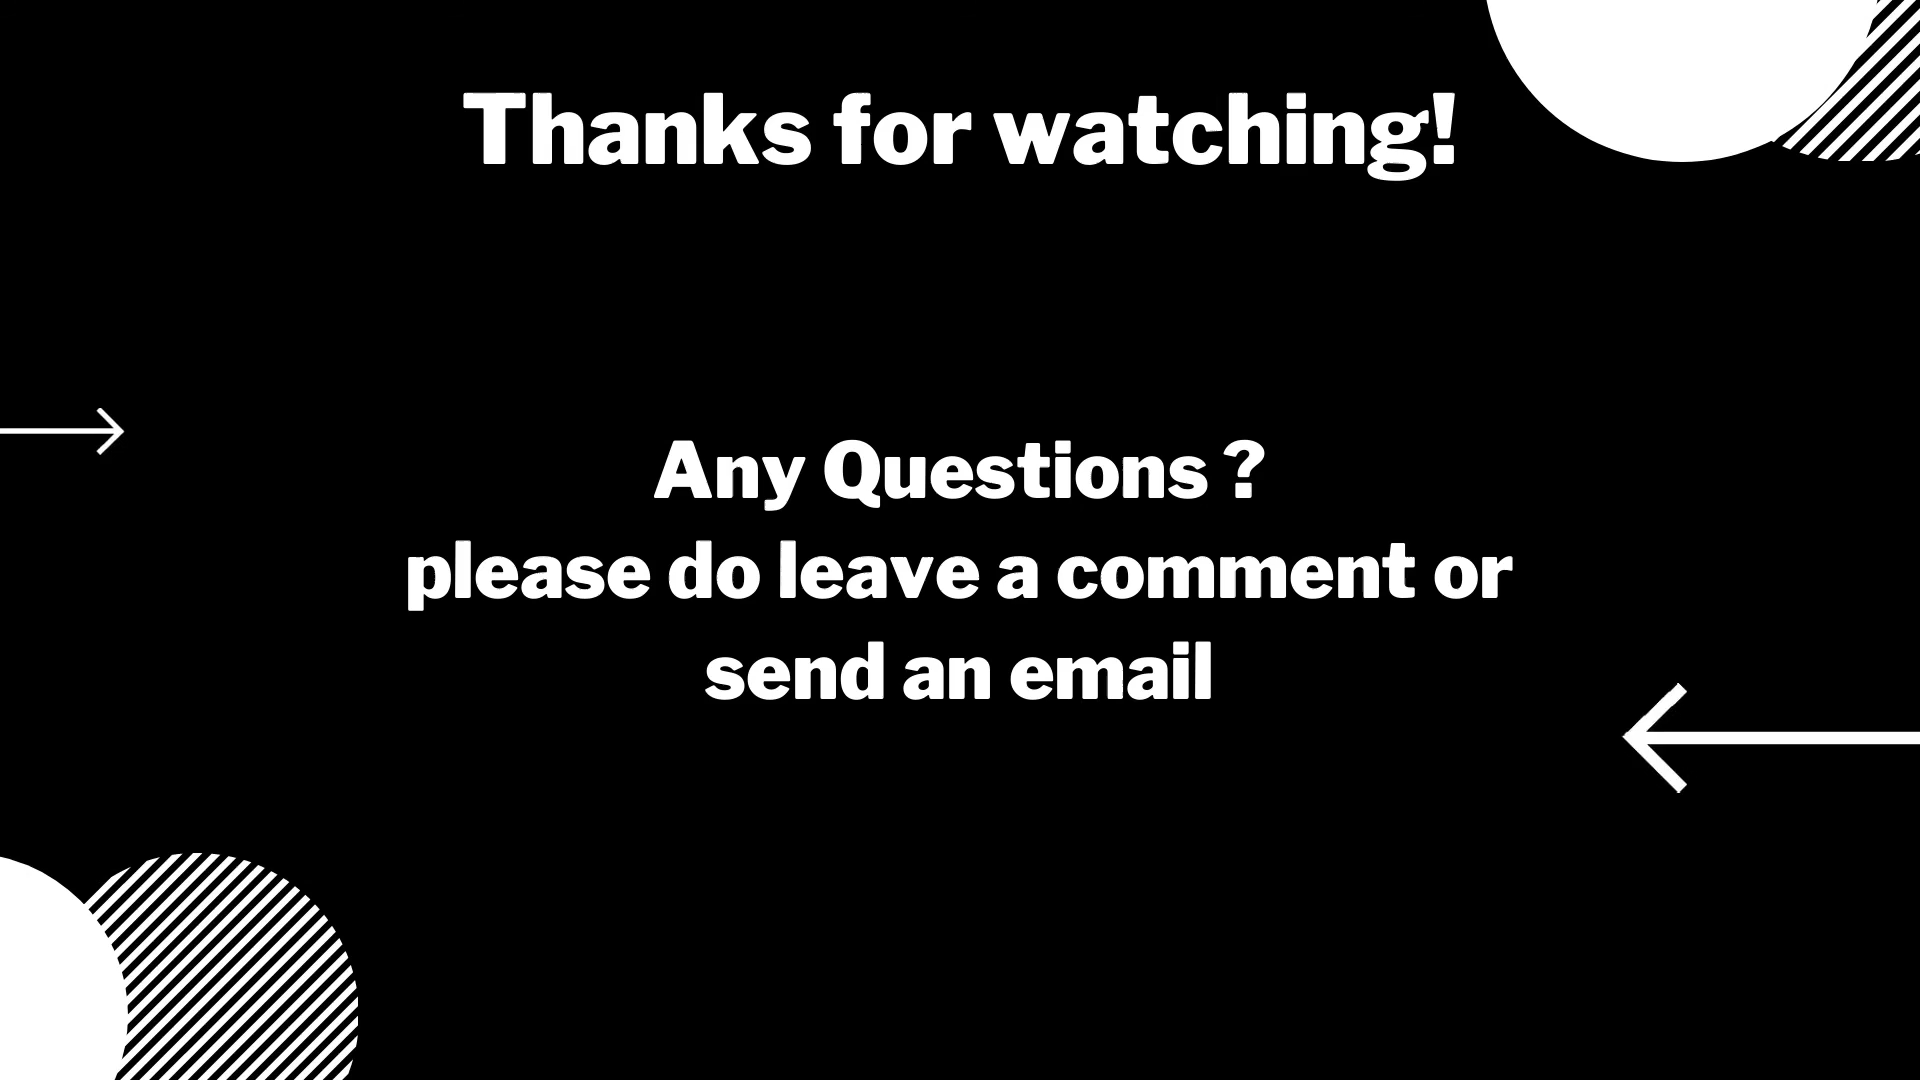 Thanks for watching!
Any Questions ?
please do leave a comment or
send an email